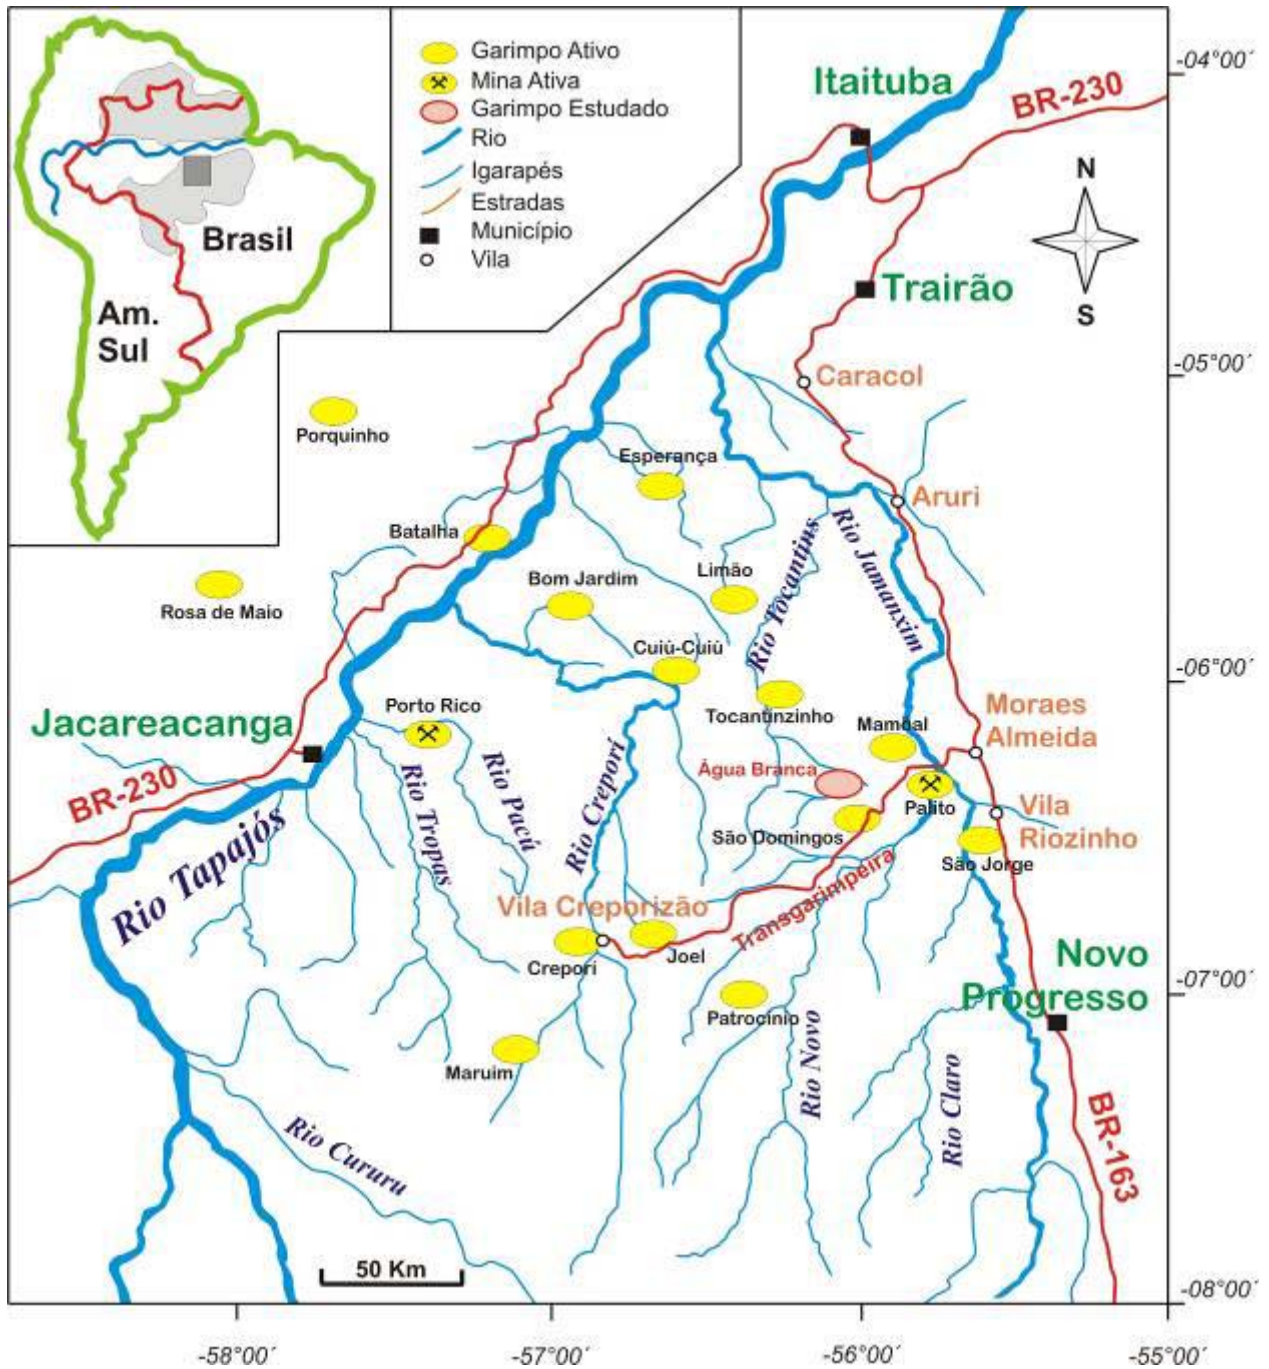 Garimpo Ativo
Mina Ativa
Garimpo Estudado
Rio
Igarapés
Estradas
Município
Vila
Brasil
Am.
Sul
Itaituba
BR-230
-04°00´
N
S
Trairão
-05°00´
Caracol
Porquinho
Esperança
Aruri
Batalha
Rio Tocantins
Rio Jamanxim
Limão
Bom Jardim
Rosa de Maio
Cuiú-Cuiú
-06°00´
Jacareacanga
Porto Rico
Tocantinzinho
Mamoal
Moraes
Almeida
BR-230
Rio Tapajós
Rio Tropas
Rio Pacú
Rio Creporí
Água Branca
Palito
São Domingos
Vila
Riozinho
São Jorge
Transgarimpeira
Vila Creporizão
Creporí
Joel
Novo
Progresso
-07°00´
Patrocínio
Maruim
Rio Novo
Rio Claro
Rio Cururu
BR-163
50 Km
-08°00´
-58°00´
-57°00´
-56°00´
-55°00´